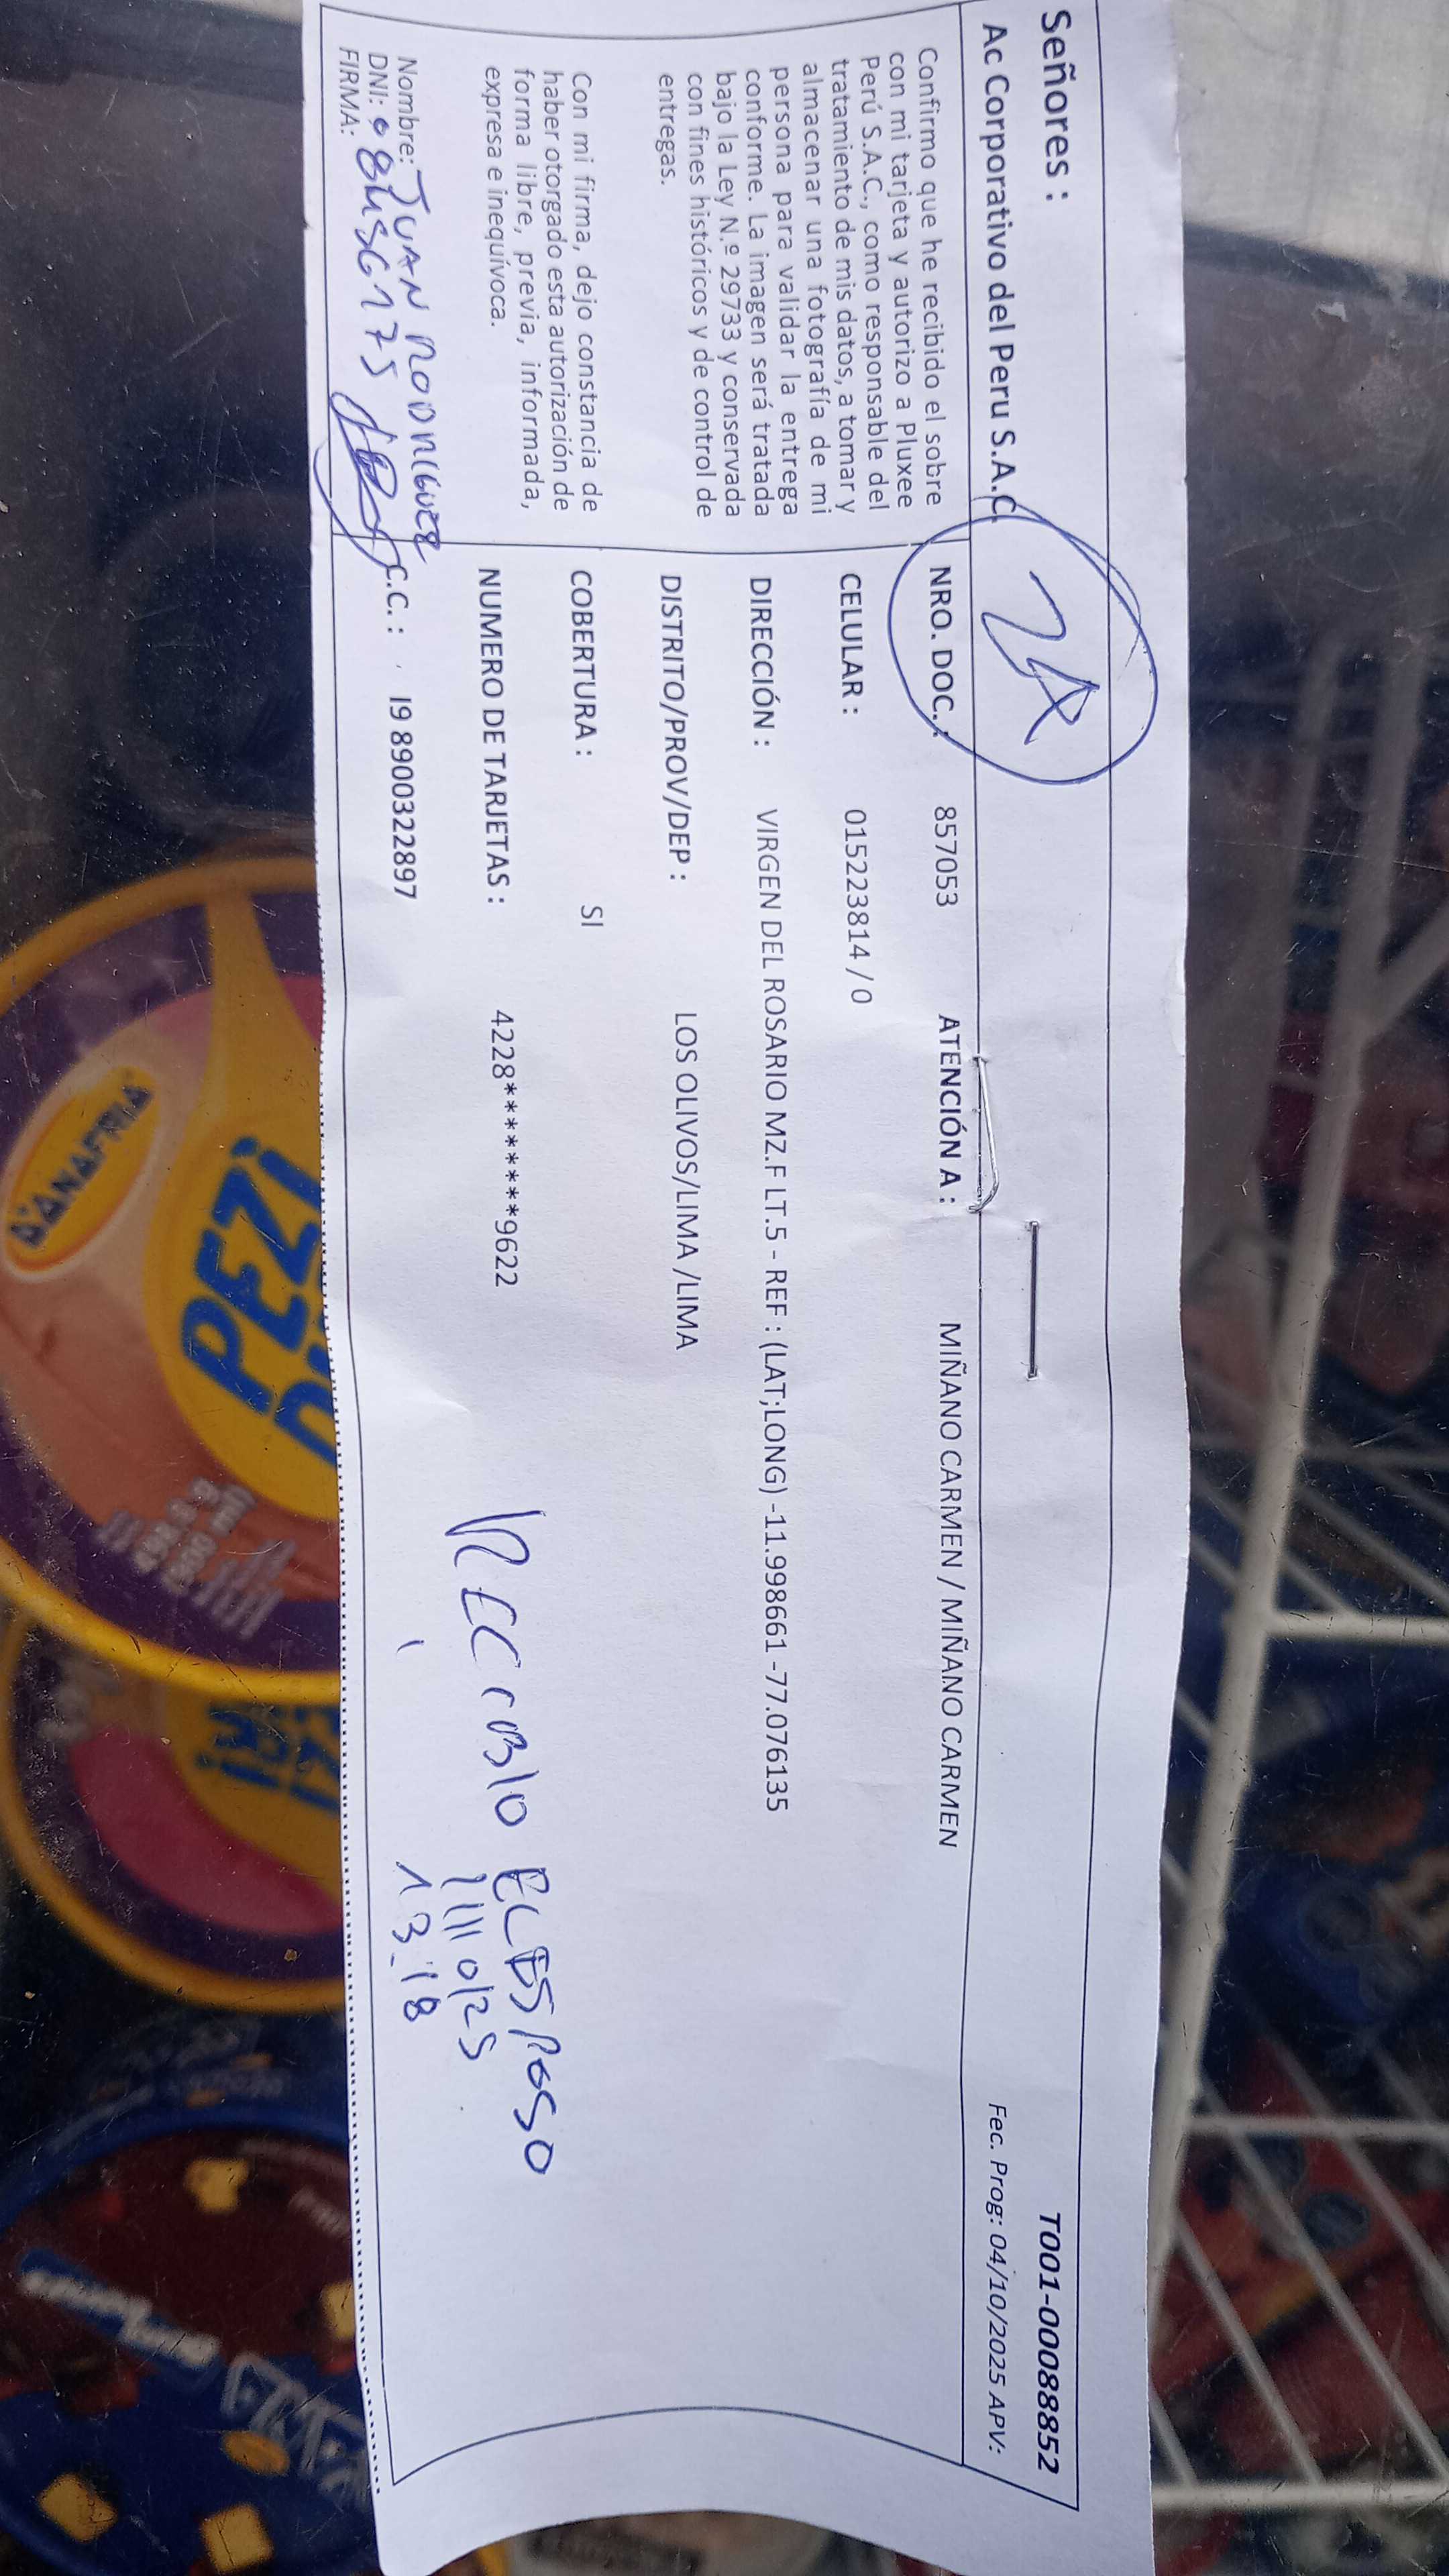 Señores :
T001-00088852
Ac Corporativo del Peru S.A.C.
Fec. Prog: 04/10/2025 APV:
2R
Confirmo que he recibido el sobre
con mi tarjeta y autorizo a Pluxee
Perú S.A.C., como responsable del
tratamiento de mis datos, a tomar y
almacenar una fotografía de mi
persona para validar la entrega
conforme. La imagen será tratada
bajo la Ley N.º 29733 y conservada
con fines históricos y de control de
entregas.
Con mi firma, dejo constancia de
haber otorgado esta autorización de
forma libre, previa, informada,
expresa e inequívoca.
Nombre: JUAN RODRIGUEZ
DNI: 08456175
FIRMA:
NRO. DOC. : 857053 ATENCIÓN A : MIÑANO CARMEN / MIÑANO CARMEN
CELULAR : 015223814 / 0
DIRECCIÓN : VIRGEN DEL ROSARIO MZ.F LT.5 - REF : (LAT;LONG) -11.998661 -77.076135
DISTRITO/PROV/DEP : LOS OLIVOS/LIMA /LIMA
COBERTURA : SI
NUMERO DE TARJETAS : 4228********9622
C.C. : 19 8900322897
RECIBIO EL ESPOSO
11/10/25
13:18
D'ONOFRIO
PEZI